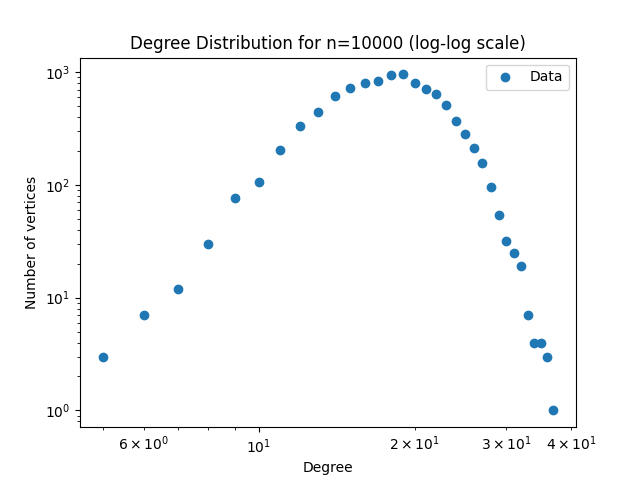 Degree Distribution for n=10000 (log-log scale)
Data
Number of vertices
10³
10²
10¹
10⁰
6 × 10⁰
10¹
2 × 10¹
3 × 10¹
4 × 10¹
Degree